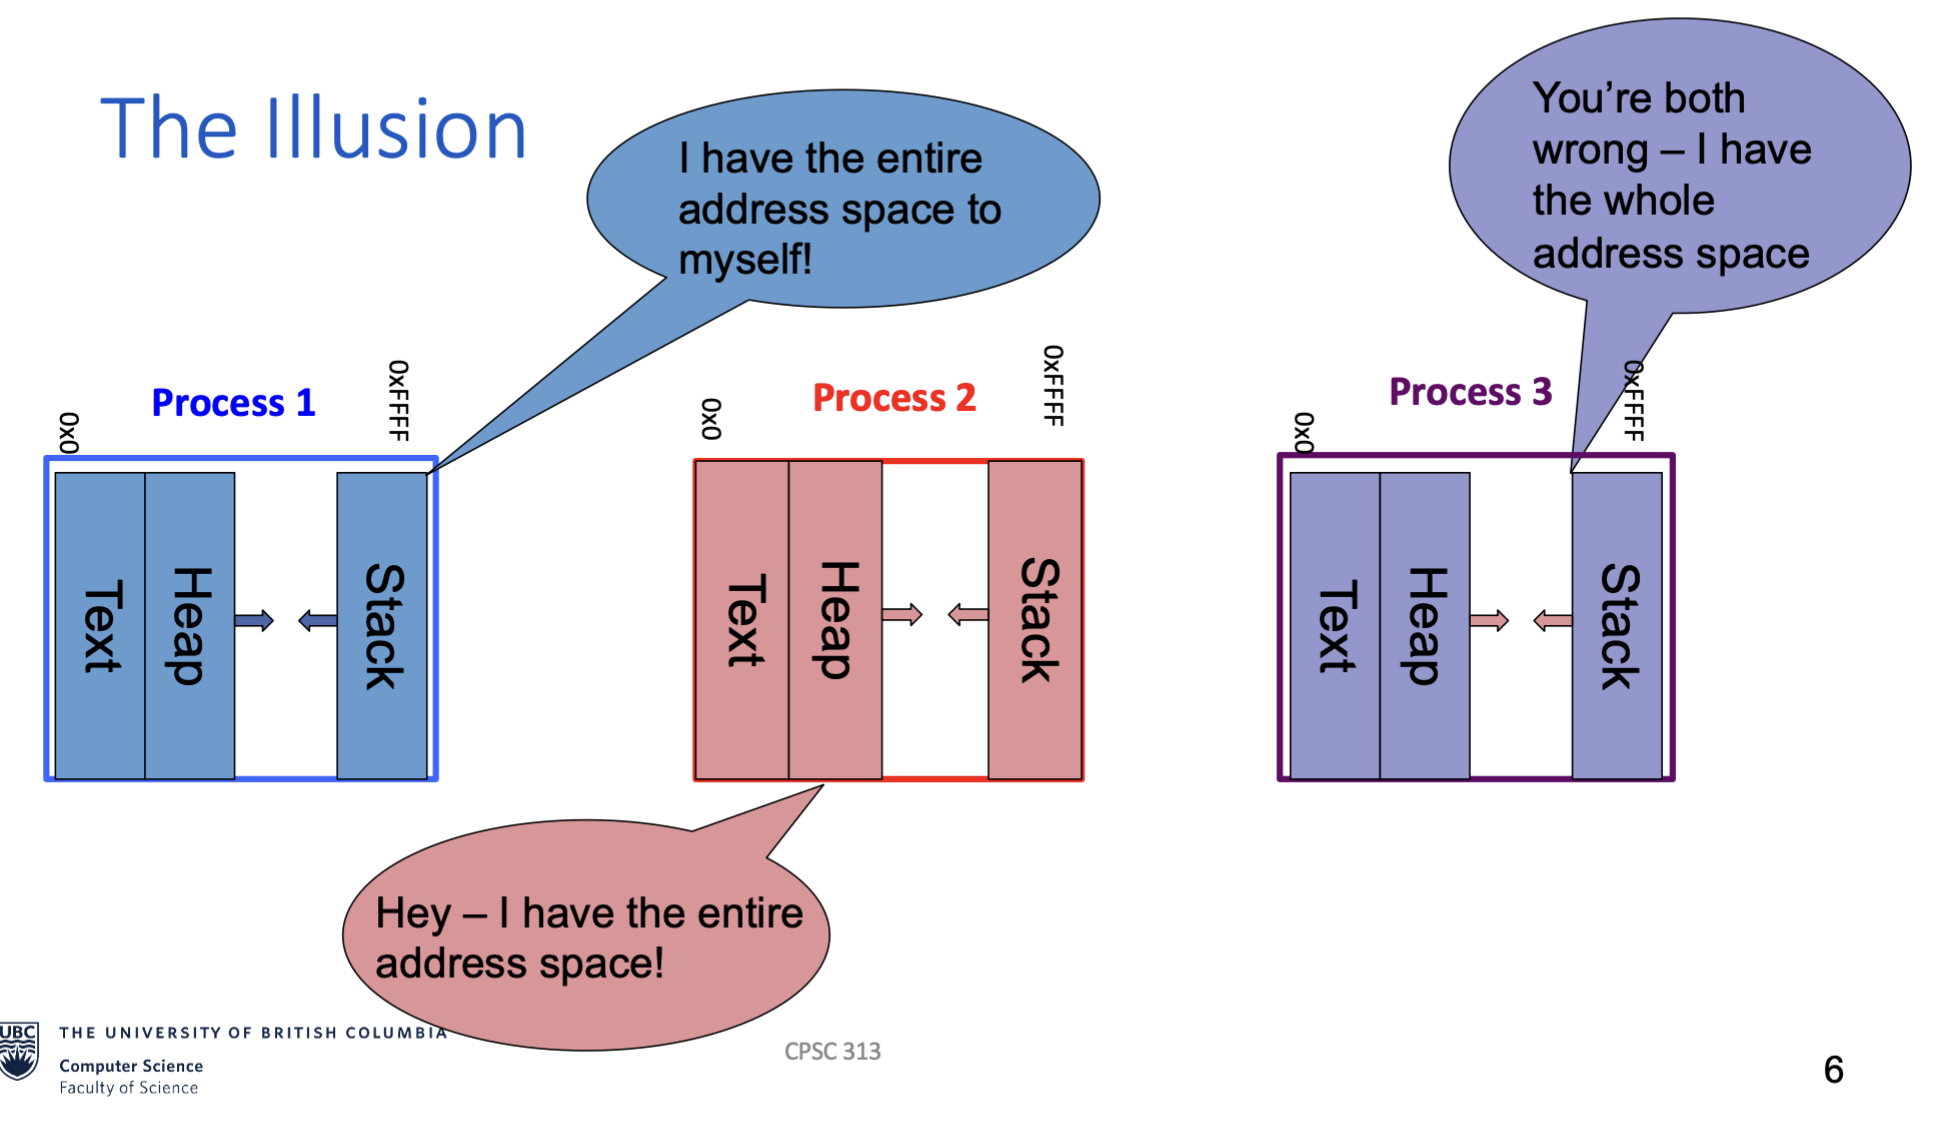 The Illusion
I have the entire
address space to
myself!
You're both
wrong – I have
the whole
address space
Process 1
0x0
0xFFFF
Text
Heap
Stack
Process 2
0x0
0xFFFF
Text
Heap
Stack
Process 3
0x0
0xFFFF
Text
Heap
Stack
Hey – I have the entire
address space!
UBC
THE UNIVERSITY OF BRITISH COLUMBIA
Computer Science
Faculty of Science
CPSC 313
6